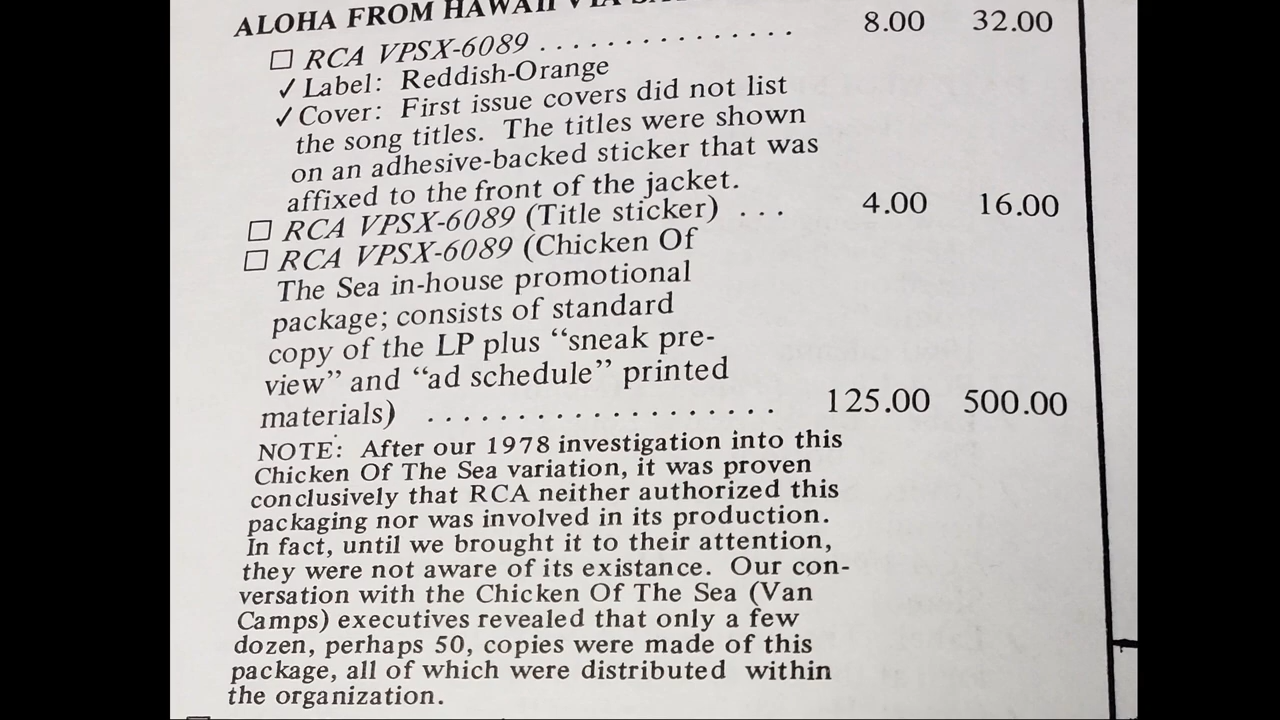 ALOHA FROM HAWAII VIA
☐ RCA VPSX-6089 . . . . . . . . . . . . . . . 8.00 32.00
✓ Label: Reddish-Orange
✓ Cover: First issue covers did not list
the song titles. The titles were shown
on an adhesive-backed sticker that was
affixed to the front of the jacket.
☐ RCA VPSX-6089 (Title sticker) . . . 4.00 16.00
☐ RCA VPSX-6089 (Chicken Of
The Sea in-house promotional
package; consists of standard
copy of the LP plus “sneak pre-
view” and “ad schedule” printed
materials) . . . . . . . . . . . . . . . . . . . 125.00 500.00
NOTE: After our 1978 investigation into this
Chicken Of The Sea variation, it was proven
conclusively that RCA neither authorized this
packaging nor was involved in its production.
In fact, until we brought it to their attention,
they were not aware of its existance. Our con-
versation with the Chicken Of The Sea (Van
Camps) executives revealed that only a few
dozen, perhaps 50, copies were made of this
package, all of which were distributed within
the organization.